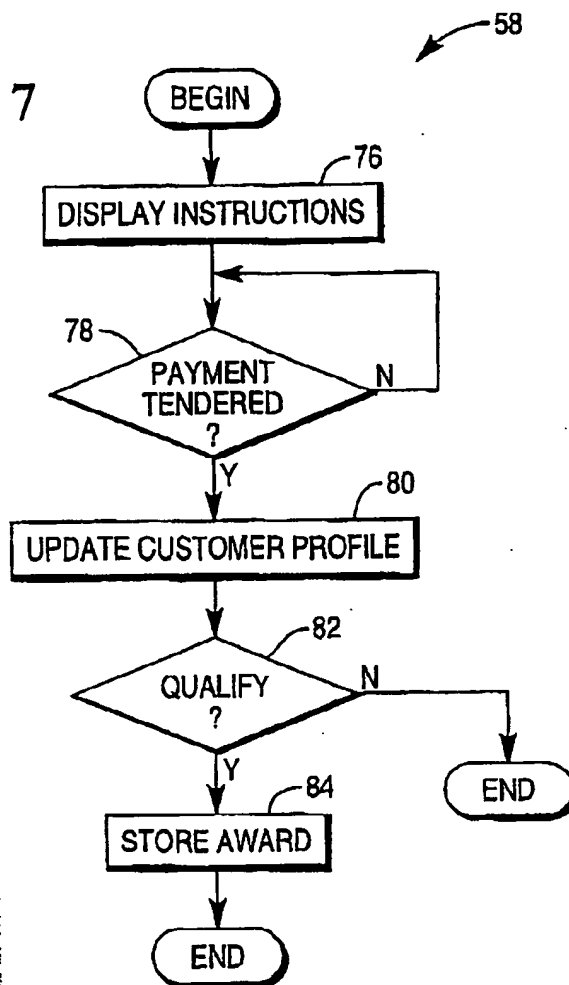 58
7
BEGIN
76
DISPLAY INSTRUCTIONS
78
PAYMENT
TENDERED
?
N
Y
80
UPDATE CUSTOMER PROFILE
82
QUALIFY
?
N
Y
END
84
STORE AWARD
END